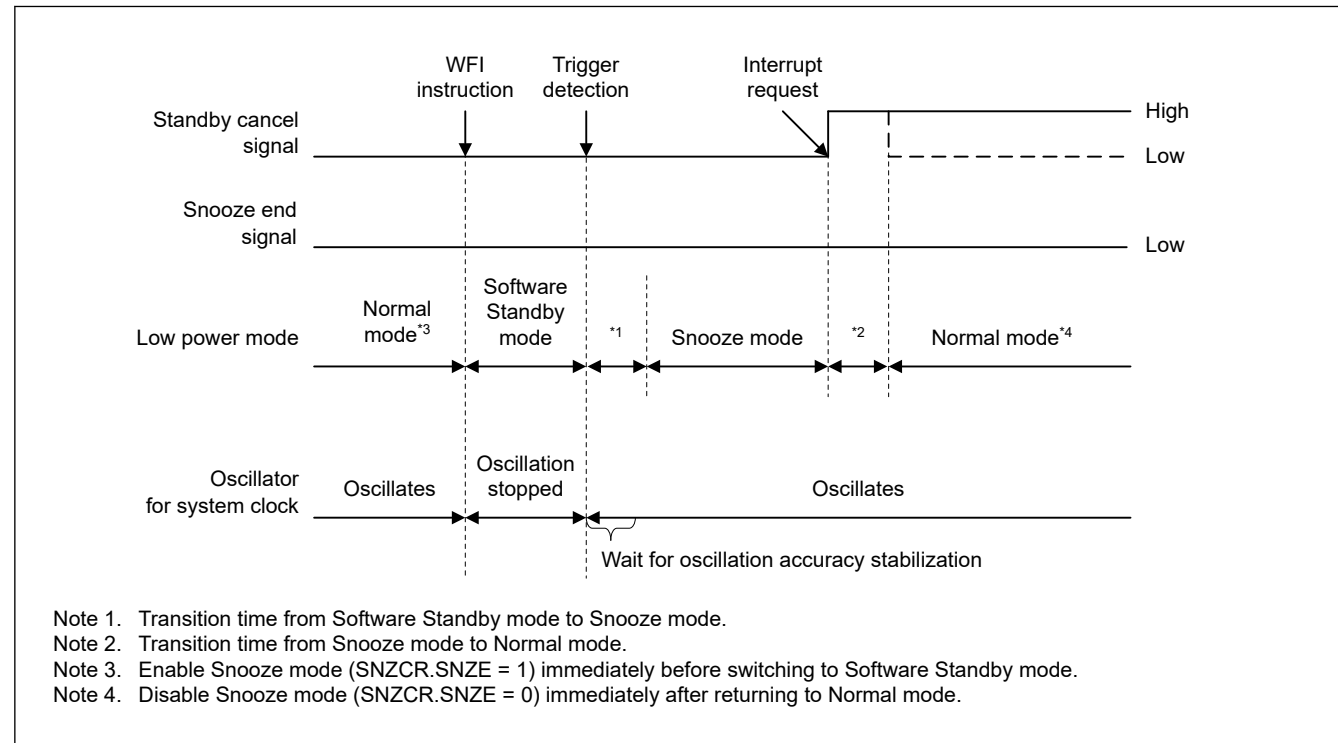 WFI
instruction
Trigger
detection
Interrupt
request
Standby cancel
signal
High
Low
Snooze end
signal
Low
Low power mode
Normal
mode*3
Software
Standby
mode
*1
Snooze mode
*2
Normal mode*4
Oscillator
for system clock
Oscillates
Oscillation
stopped
Oscillates
Wait for oscillation accuracy stabilization
Note 1. Transition time from Software Standby mode to Snooze mode.
Note 2. Transition time from Snooze mode to Normal mode.
Note 3. Enable Snooze mode (SNZCR.SNZE = 1) immediately before switching to Software Standby mode.
Note 4. Disable Snooze mode (SNZCR.SNZE = 0) immediately after returning to Normal mode.